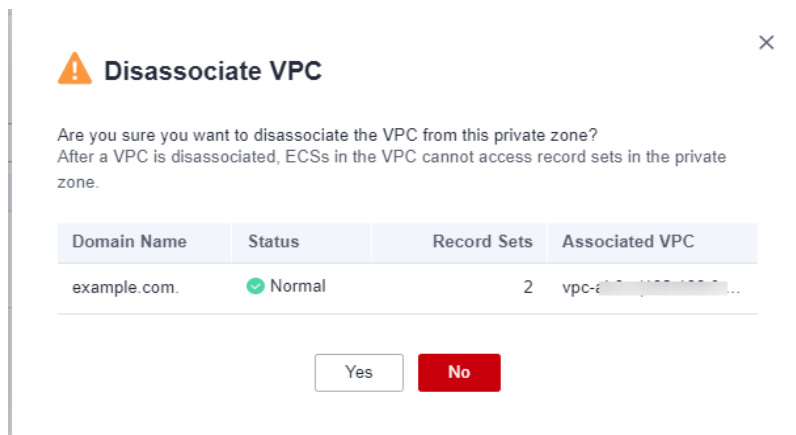 Disassociate VPC
Are you sure you want to disassociate the VPC from this private zone?
After a VPC is disassociated, ECSs in the VPC cannot access record sets in the private
zone.
Domain Name Status Record Sets Associated VPC
example.com. Normal 2
Yes No